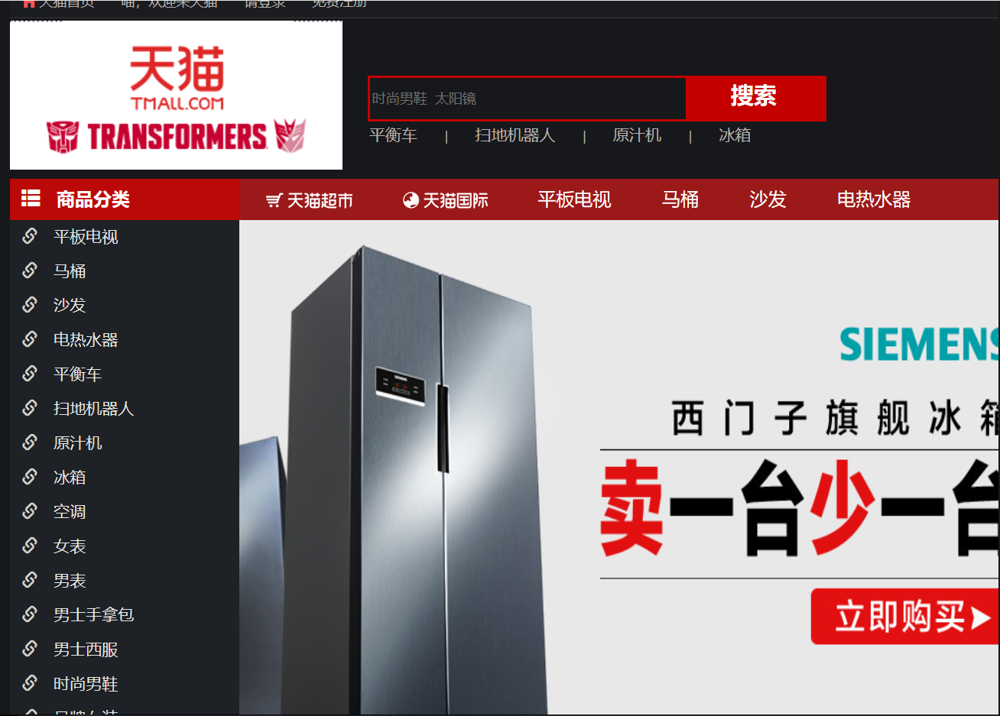 天猫首页 喵，欢迎来天猫 请登录 免费注册
天猫
TMALL.COM
TRANSFORMERS
时尚男鞋 太阳镜 搜索
平衡车 | 扫地机器人 | 原汁机 | 冰箱
商品分类 天猫超市 天猫国际 平板电视 马桶 沙发 电热水器
平板电视
马桶
沙发
电热水器
平衡车
扫地机器人
原汁机
冰箱
空调
女表
男表
男士手拿包
男士西服
时尚男鞋
品牌女装
SIEMENS
西门子旗舰冰箱
卖一台少一台
立即购买